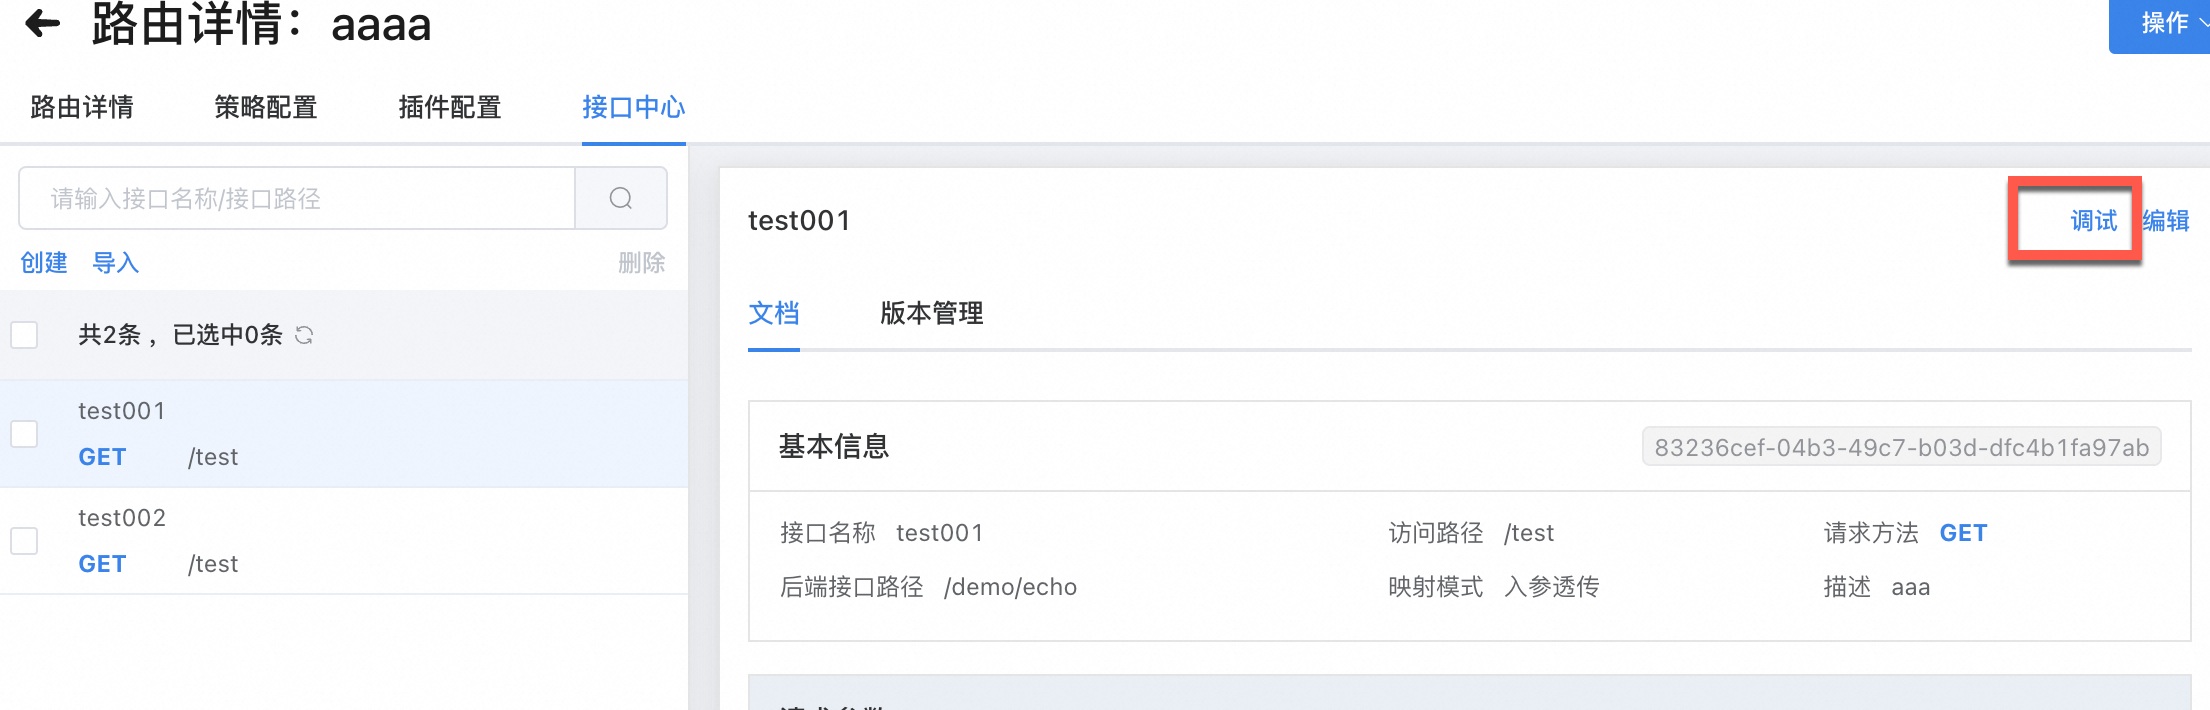 路由详情：aaaa
操作
路由详情 策略配置 插件配置 接口中心
请输入接口名称/接口路径
创建 导入 删除
共2条，已选中0条
test001
GET /test
test002
GET /test
test001
调试 编辑
文档 版本管理
基本信息 83236cef-04b3-49c7-b03d-dfc4b1fa97ab
接口名称 test001 访问路径 /test 请求方法 GET
后端接口路径 /demo/echo 映射模式 入参透传 描述 aaa